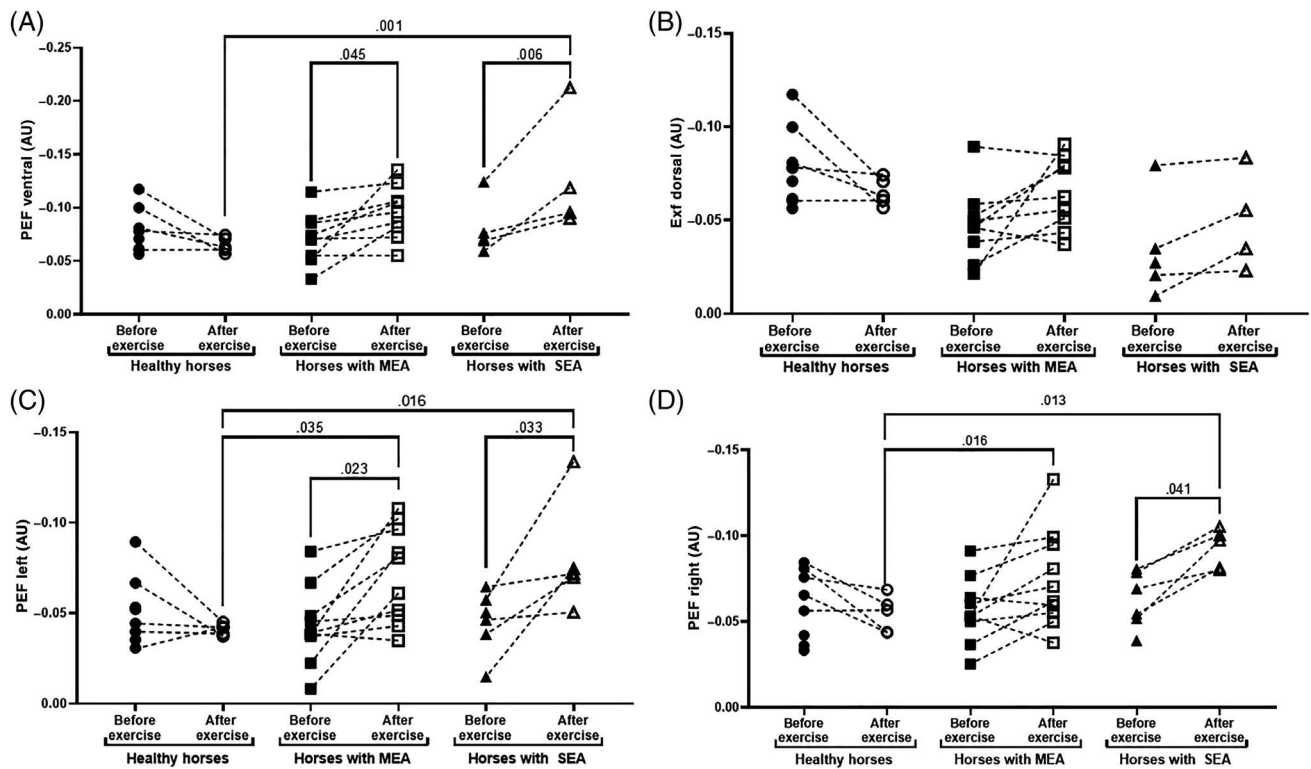 (A)
.001
.045
.006
−0.25
−0.20
−0.15
−0.10
−0.05
0.00
PEF ventral (AU)
Before After Before After Before After
exercise exercise exercise exercise exercise exercise
Healthy horses Horses with MEA Horses with SEA
(B)
−0.15
−0.10
−0.05
0.00
Exf dorsal (AU)
Before After Before After Before After
exercise exercise exercise exercise exercise exercise
Healthy horses Horses with MEA Horses with SEA
(C)
.016
.035
.033
.023
−0.15
−0.10
−0.05
0.00
PEF left (AU)
Before After Before After Before After
exercise exercise exercise exercise exercise exercise
Healthy horses Horses with MEA Horses with SEA
(D)
.013
.016
.041
−0.15
−0.10
−0.05
0.00
PEF right (AU)
Before After Before After Before After
exercise exercise exercise exercise exercise exercise
Healthy horses Horses with MEA Horses with SEA